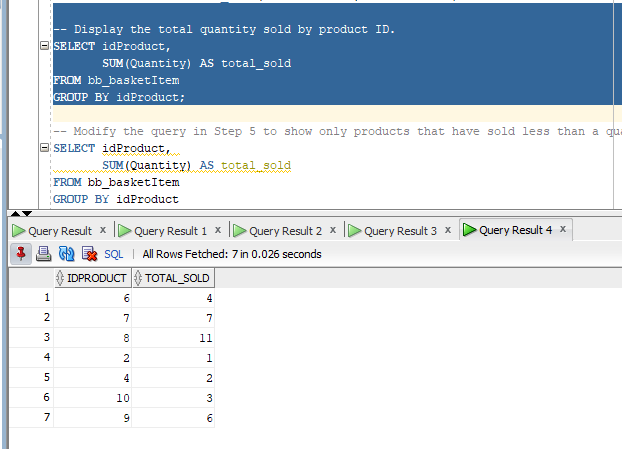 -- Display the total quantity sold by product ID.
SELECT idProduct,
SUM(Quantity) AS total_sold
FROM bb_basketItem
GROUP BY idProduct;
-- Modify the query in Step 5 to show only products that have sold less than a qua
SELECT idProduct,
SUM(Quantity) AS total_sold
FROM bb_basketItem
GROUP BY idProduct
Query Result x Query Result 1 x Query Result 2 x Query Result 3 x Query Result 4 x
SQL | All Rows Fetched: 7 in 0.026 seconds
IDPRODUCT TOTAL_SOLD
1 6 4
2 7 7
3 8 11
4 2 1
5 4 2
6 10 3
7 9 6